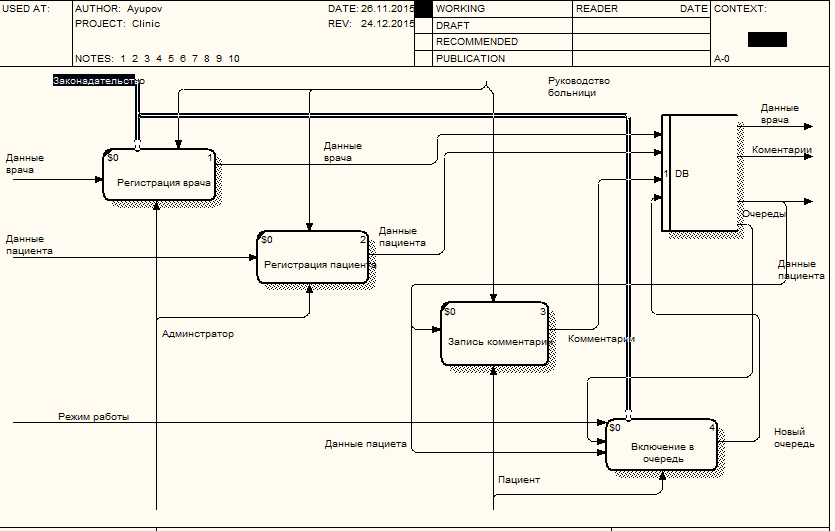 USED AT:
AUTHOR: Ayupov
DATE: 26.11.2015
WORKING
READER
DATE
CONTEXT:
PROJECT: Clinic
REV: 24.12.2015
DRAFT
RECOMMENDED
NOTES: 1 2 3 4 5 6 7 8 9 10
PUBLICATION
A-0
Законадательство
Руководство
больници
Данные
врача
Данные
врача
Данные
врача
Коментарии
$0
1
Регистрация врача
1
DB
Очереды
Данные
пациента
Данные
пациента
$0
2
Регистрация пациента
Данные
пациента
$0
3
Запись комментарии
Комментарии
Админстратор
Режим работы
$0
4
Включение в
очередь
Новый
очередь
Данные пациета
Пациент